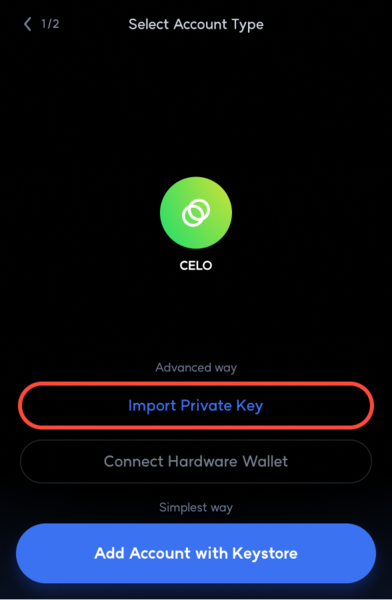 1/2 Select Account Type
CELO
Advanced way
Import Private Key
Connect Hardware Wallet
Simplest way
Add Account with Keystore